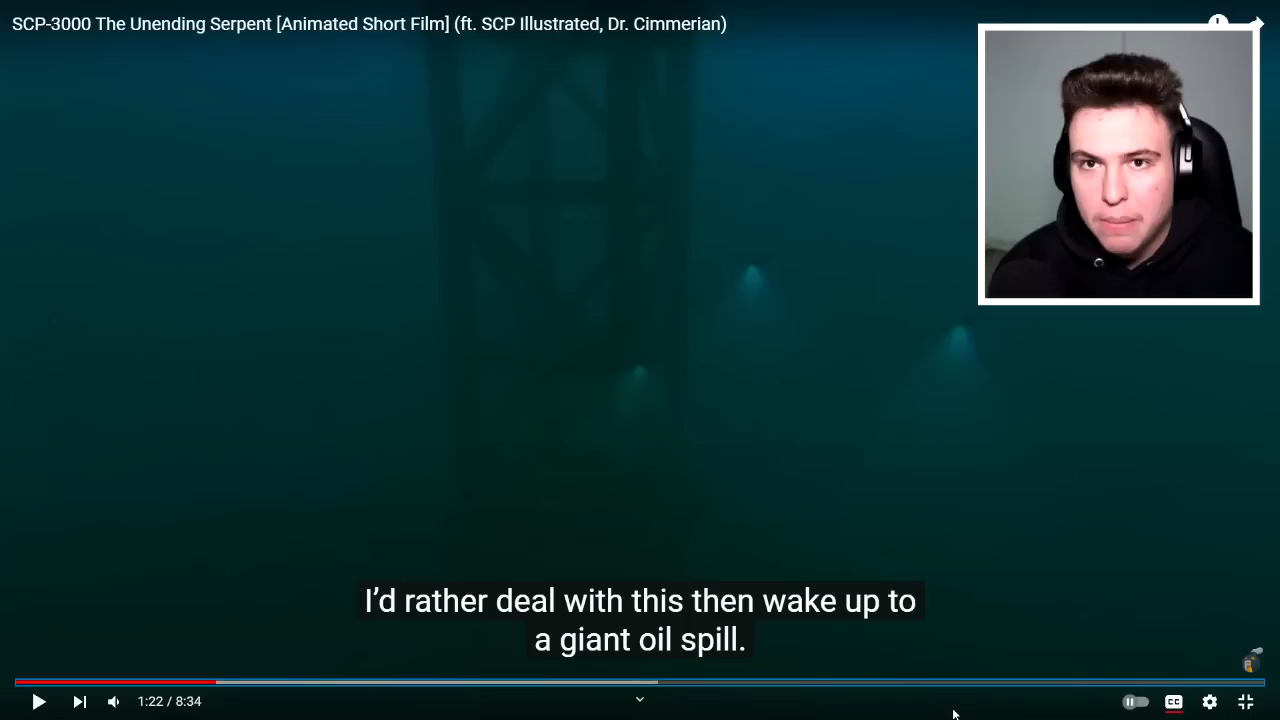 SCP-3000 The Unending Serpent [Animated Short Film] (ft. SCP Illustrated, Dr. Cimmerian)
I’d rather deal with this then wake up to
a giant oil spill.
1:22 / 8:34
CC